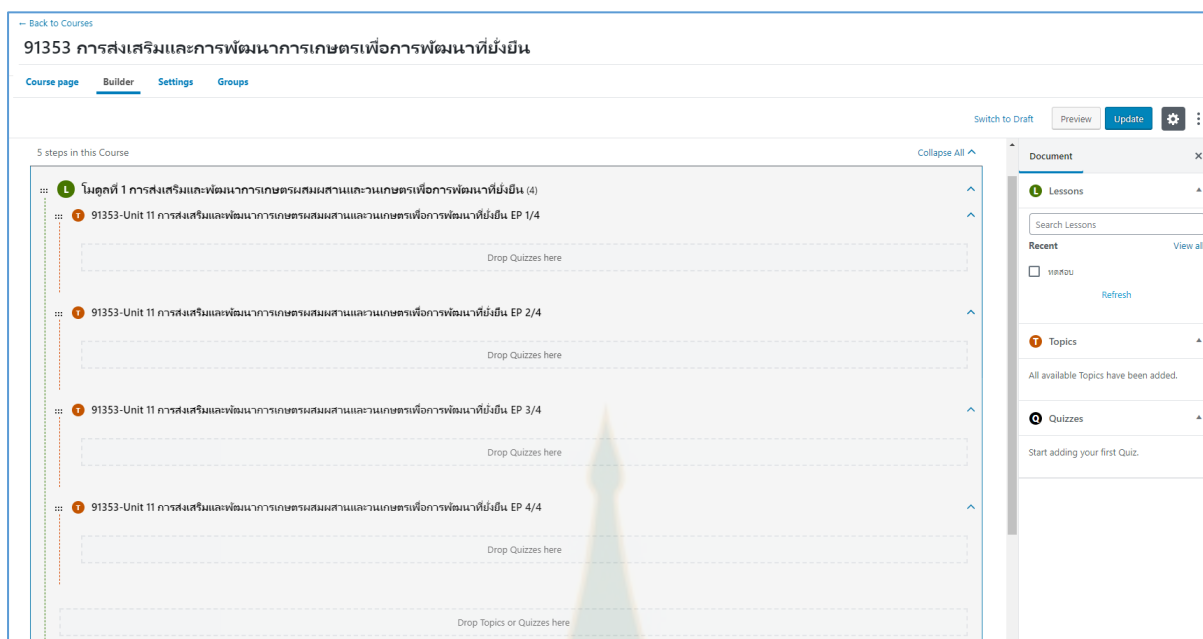 ← Back to Courses
91353 การส่งเสริมและการพัฒนาการเกษตรเพื่อการพัฒนาที่ยั่งยืน
Course page Builder Settings Groups
Switch to Draft Preview Update
5 steps in this Course Collapse All
L โมดูลที่ 1 การส่งเสริมและพัฒนาการเกษตรผสมผสานและวนเกษตรเพื่อการพัฒนาที่ยั่งยืน (4)
T 91353-Unit 11 การส่งเสริมและพัฒนาการเกษตรผสมผสานและวนเกษตรเพื่อการพัฒนาที่ยั่งยืน EP 1/4
Drop Quizzes here
T 91353-Unit 11 การส่งเสริมและพัฒนาการเกษตรผสมผสานและวนเกษตรเพื่อการพัฒนาที่ยั่งยืน EP 2/4
Drop Quizzes here
T 91353-Unit 11 การส่งเสริมและพัฒนาการเกษตรผสมผสานและวนเกษตรเพื่อการพัฒนาที่ยั่งยืน EP 3/4
Drop Quizzes here
T 91353-Unit 11 การส่งเสริมและพัฒนาการเกษตรผสมผสานและวนเกษตรเพื่อการพัฒนาที่ยั่งยืน EP 4/4
Drop Quizzes here
Drop Topics or Quizzes here
Document ×
L Lessons
Search Lessons
Recent View all
ทดสอบ
Refresh
T Topics
All available Topics have been added.
Q Quizzes
Start adding your first Quiz.